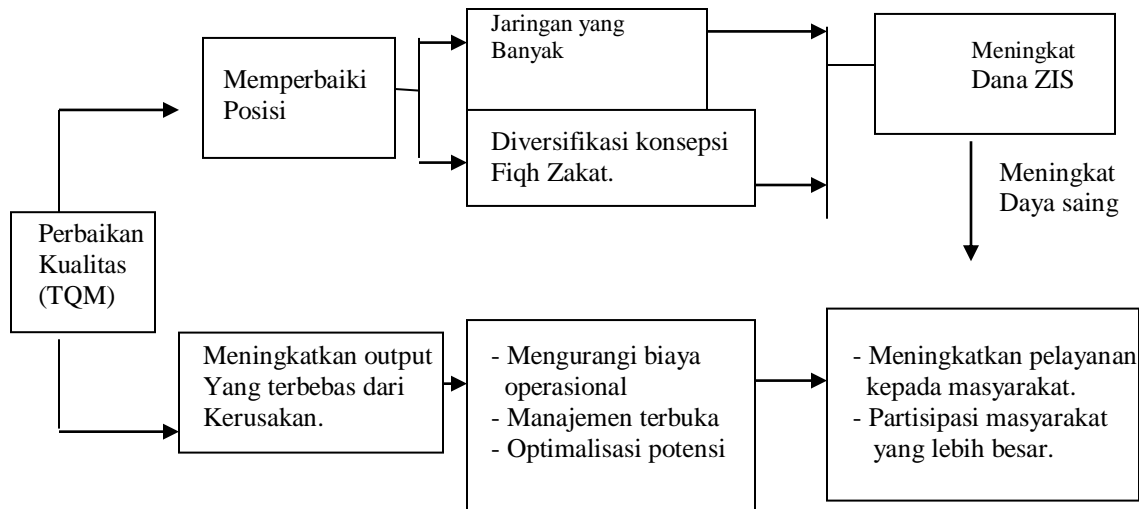 Jaringan yang
Banyak
Memperbaiki
Posisi
Diversifikasi konsepsi
Fiqh Zakat.
Meningkat
Dana ZIS
Meningkat
Daya saing
Perbaikan
Kualitas
(TQM)
Meningkatkan output
Yang terbebas dari
Kerusakan.
- Mengurangi biaya
operasional
- Manajemen terbuka
- Optimalisasi potensi
- Meningkatkan pelayanan
kepada masyarakat.
- Partisipasi masyarakat
yang lebih besar.